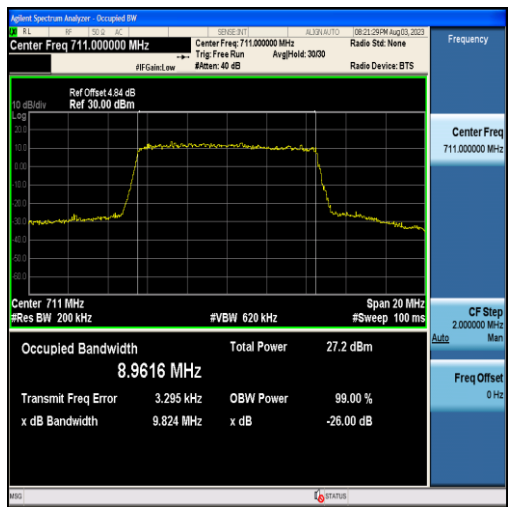 Agilent Spectrum Analyzer - Occupied BW
RL RF 50 Ω AC SENSE:INT ALIGN AUTO 08:21:29PM Aug 03, 2023
Center Freq 711.000000 MHz
Center Freq: 711.000000 MHz Radio Std: None
Trig: Free Run Avg|Hold: 30/30
#IFGain:Low #Atten: 40 dB Radio Device: BTS
Ref Offset 4.84 dB
10 dB/div Ref 30.00 dBm
Log
20.0
10.0
0.00
-10.0
-20.0
-30.0
-40.0
-50.0
-60.0
Center 711 MHz Span 20 MHz
#Res BW 200 kHz #VBW 620 kHz #Sweep 100 ms
Occupied Bandwidth Total Power 27.2 dBm
8.9616 MHz
Transmit Freq Error 3.295 kHz OBW Power 99.00 %
x dB Bandwidth 9.824 MHz x dB -26.00 dB
MSG STATUS
Frequency
Center Freq
711.000000 MHz
CF Step
2.000000 MHz
Auto Man
Freq Offset
0 Hz